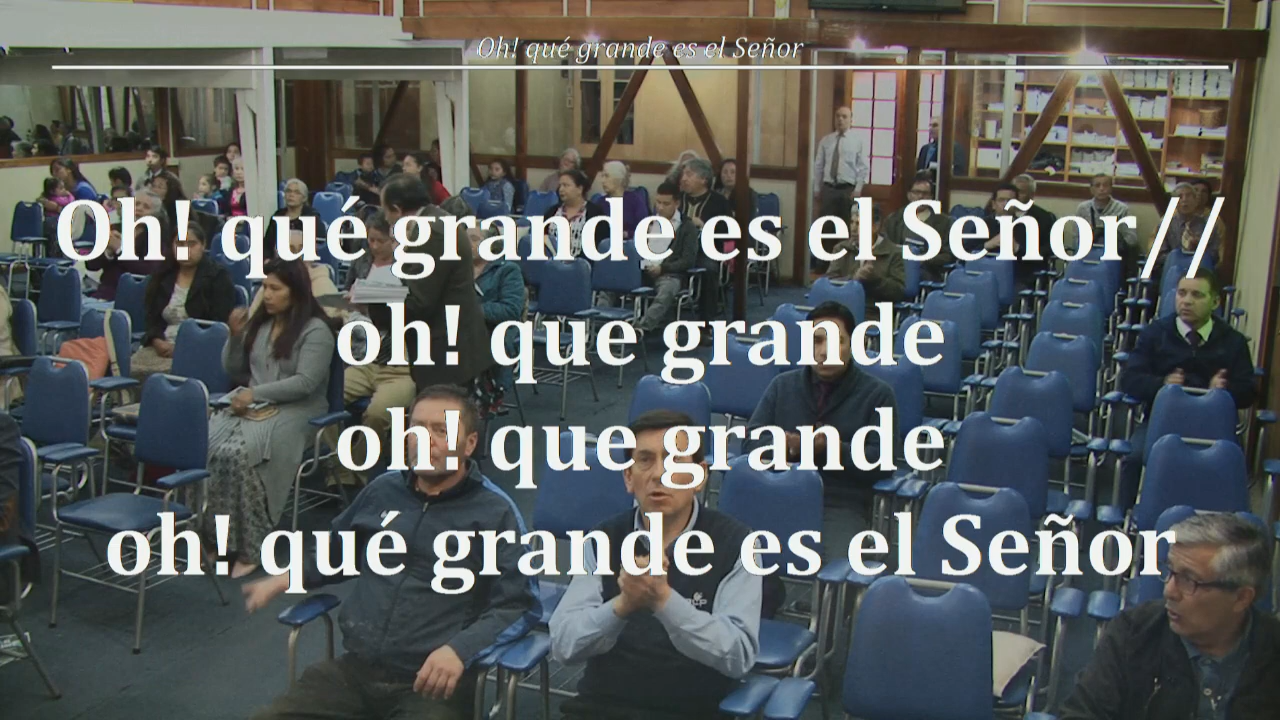 Oh! qué grande es el Señor
Oh! qué grande es el Señor//
oh! que grande
oh! que grande
oh! qué grande es el Señor